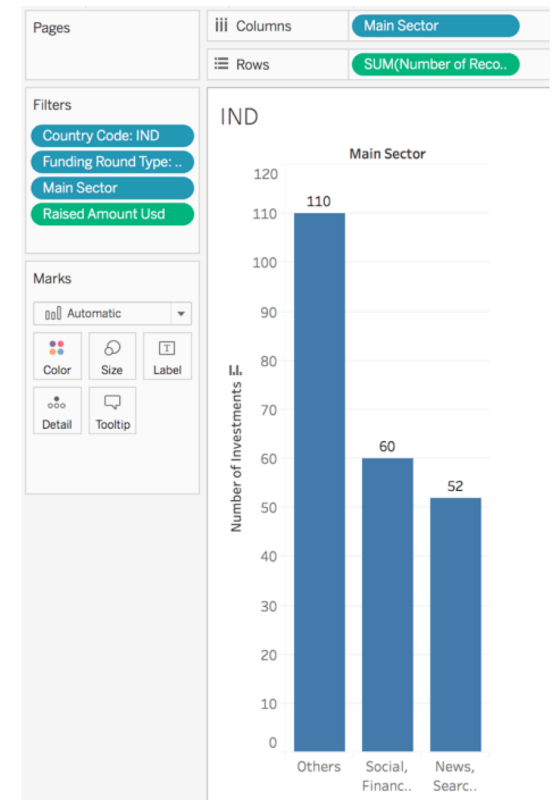 Pages
Columns
Main Sector
Rows
SUM(Number of Reco..
Filters
Country Code: IND
Funding Round Type: ..
Main Sector
Raised Amount Usd
Marks
Automatic
Color
Size
T
Label
Detail
Tooltip
IND
Main Sector
Number of Investments
120
110
100
90
80
70
60
50
40
30
20
10
0
110
60
52
Others
Social,
Financ..
News,
Searc..